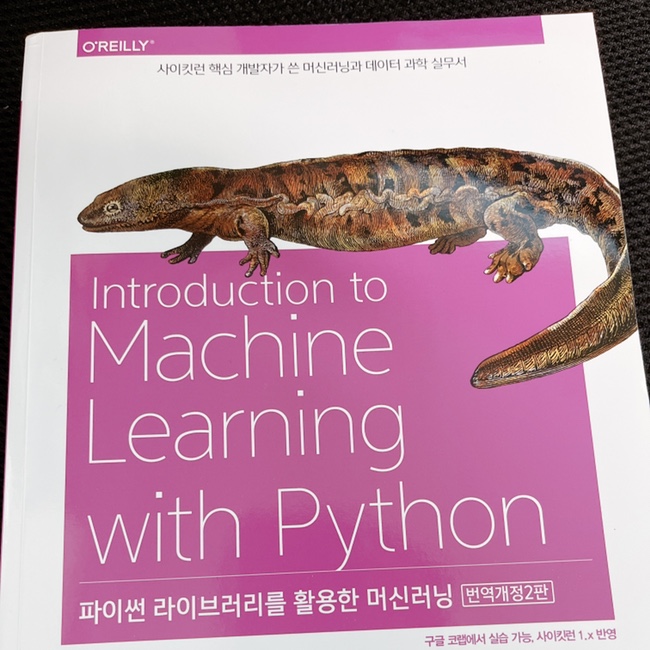 O'REILLY®
사이킷런 핵심 개발자가 쓴 머신러닝과 데이터 과학 실무서
Introduction to
Machine
Learning
with Python
파이썬 라이브러리를 활용한 머신러닝 번역개정2판
구글 코랩에서 실습 가능, 사이킷런 1.x 반영